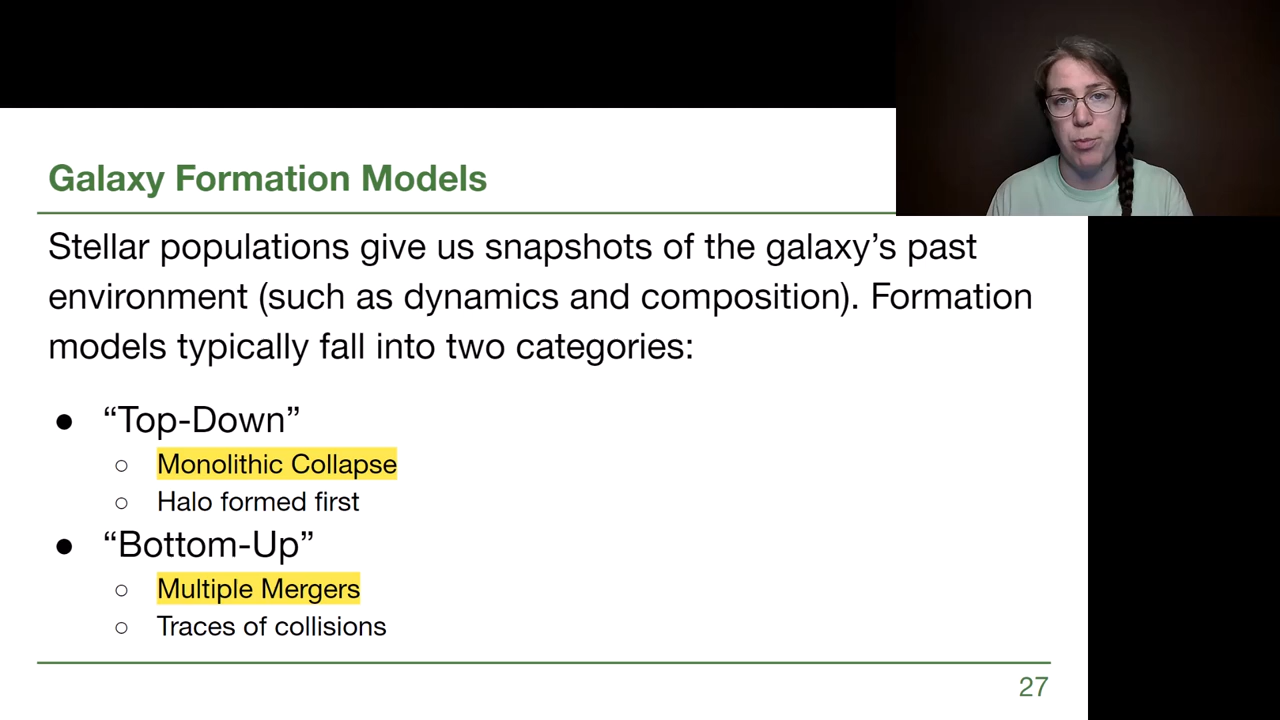 Galaxy Formation Models
Stellar populations give us snapshots of the galaxy’s past
environment (such as dynamics and composition). Formation
models typically fall into two categories:
● “Top-Down”
○ Monolithic Collapse
○ Halo formed first
● “Bottom-Up”
○ Multiple Mergers
○ Traces of collisions
27